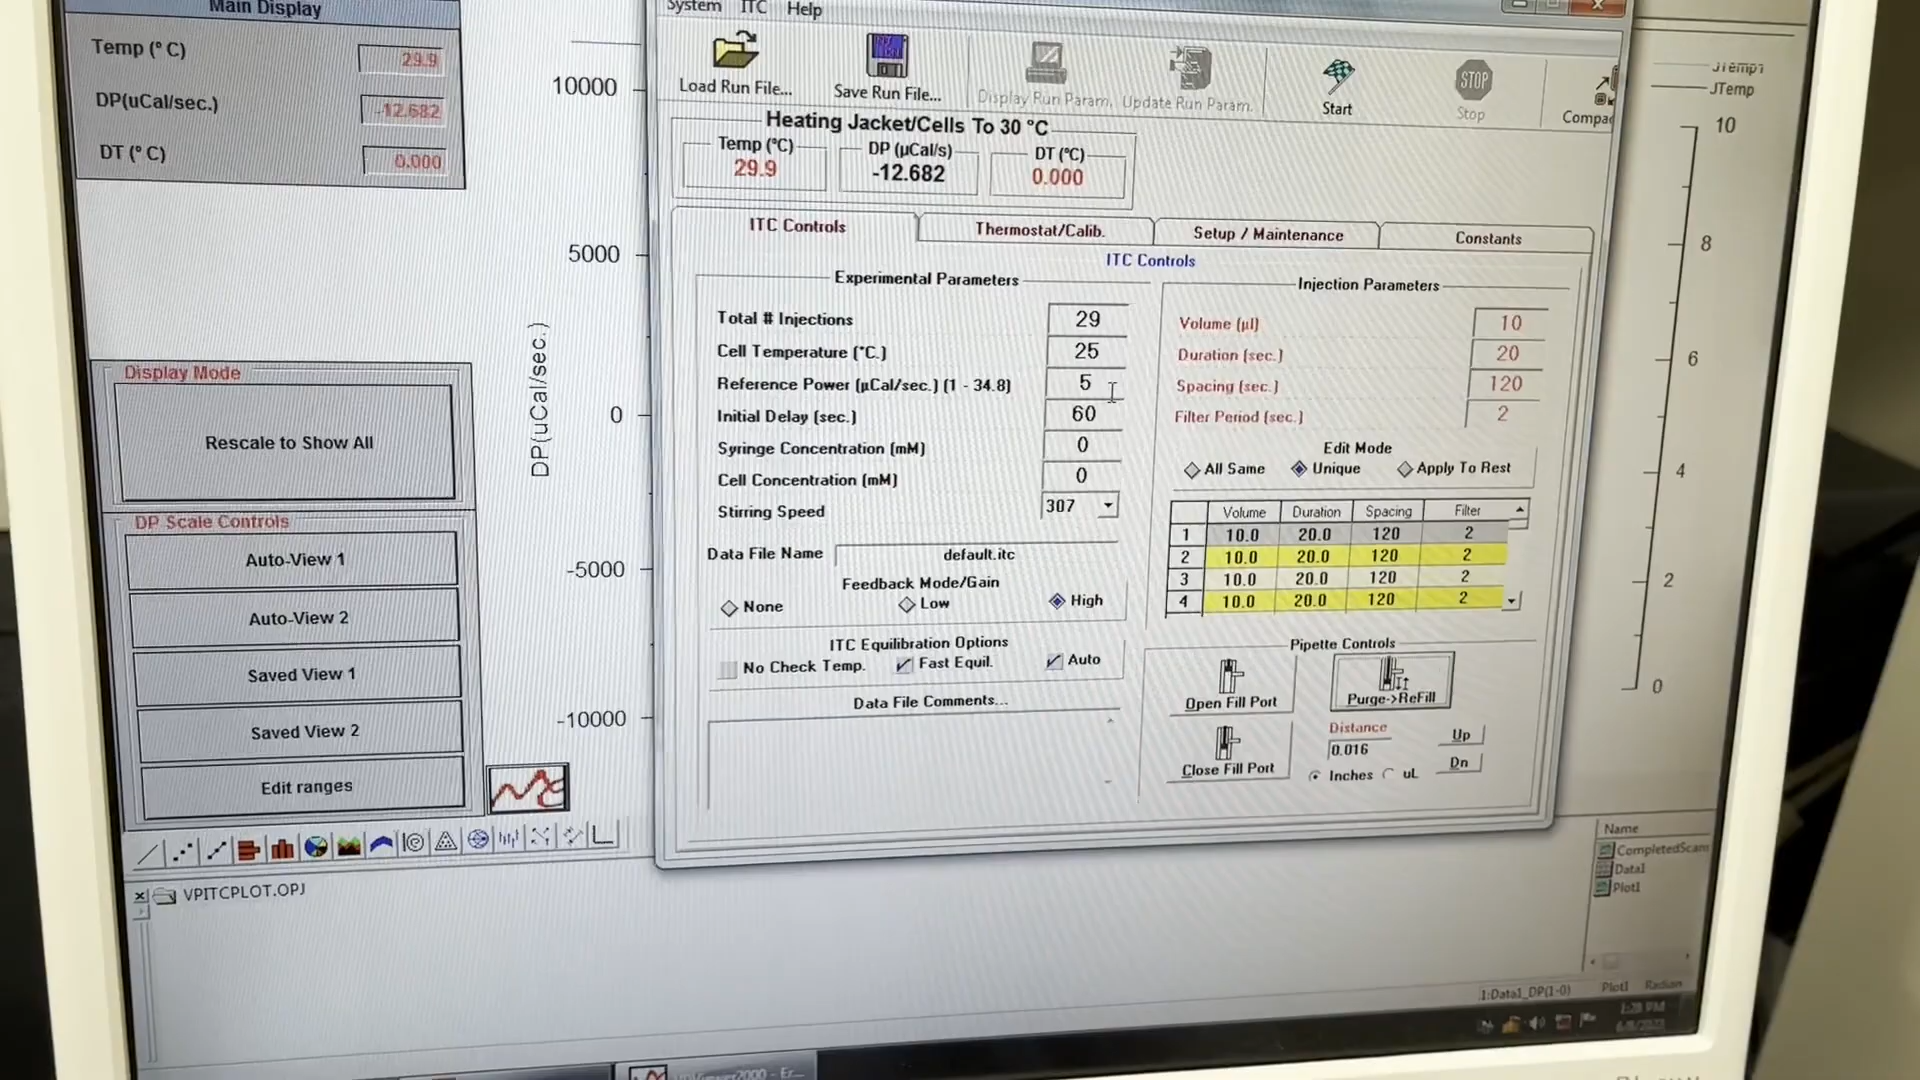 Main Display
Temp (° C) 29.9
DP(uCal/sec.) -12.682
DT (° C) 0.000
System ITC Help
Load Run File...
Save Run File...
Display Run Param.
Update Run Param.
Start
STOP
Stop
Heating Jacket/Cells To 30 °C
Temp (°C)
29.9
DP (µCal/s)
-12.682
DT (°C)
0.000
ITC Controls
Thermostat/Calib.
Setup / Maintenance
Constants
ITC Controls
Experimental Parameters
Total # Injections 29
Cell Temperature (°C.) 25
Reference Power (µCal/sec.) (1 - 34.8) 5
Initial Delay (sec.) 60
Syringe Concentration (mM) 0
Cell Concentration (mM) 0
Stirring Speed 307
Data File Name default.itc
Feedback Mode/Gain
None Low High
ITC Equilibration Options
No Check Temp. Fast Equil. Auto
Data File Comments...
Injection Parameters
Volume (µl) 10
Duration (sec.) 20
Spacing (sec.) 120
Filter Period (sec.) 2
Edit Mode
All Same Unique Apply To Rest
Volume Duration Spacing Filter
1 10.0 20.0 120 2
2 10.0 20.0 120 2
3 10.0 20.0 120 2
4 10.0 20.0 120 2
Pipette Controls
Open Fill Port
Purge->ReFill
Close Fill Port
Distance
0.016
Inches uL
Up
Dn
10000
5000
0
-5000
-10000
DP(uCal/sec.)
Display Mode
Rescale to Show All
DP Scale Controls
Auto-View 1
Auto-View 2
Saved View 1
Saved View 2
Edit ranges
VPITCPLOT.OPJ
JTemp
10
8
6
4
2
0
Name
CompletedScans
Data1
Plot1
1:Data1_DP(1-0) Plot1 Radian